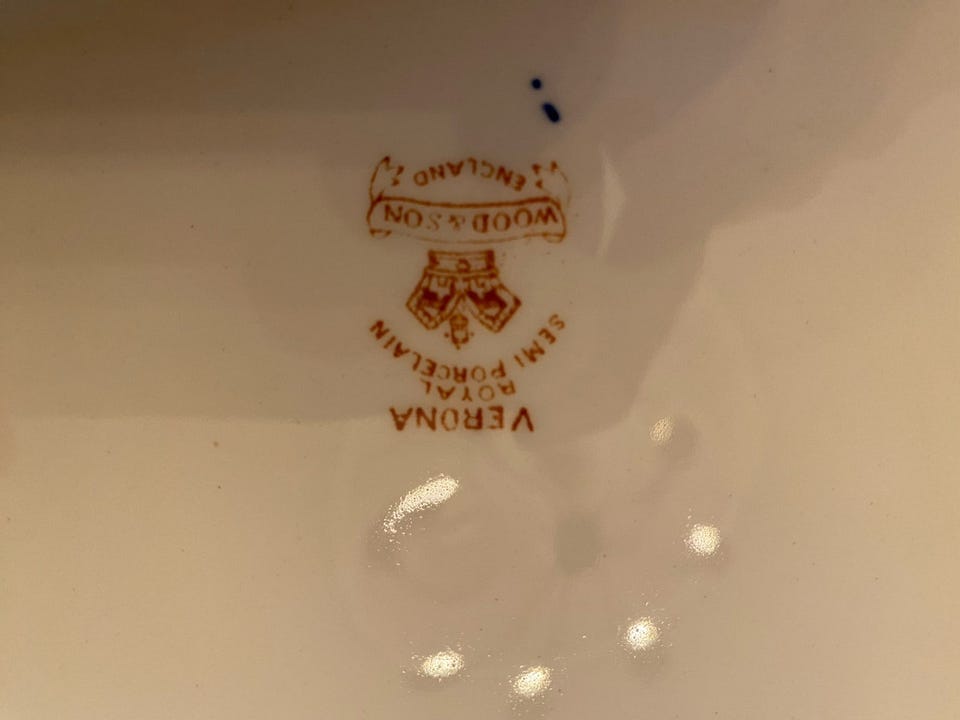 VERONA
ROYAL
SEMI PORCELAIN
WOOD & SON
ENGLAND